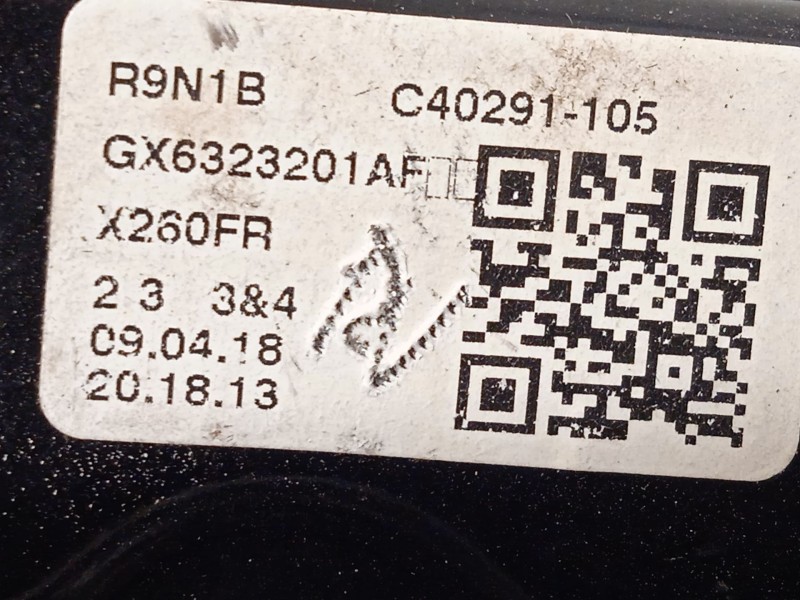 R9N1B C40291-105
GX6323201AF
X260FR
2 3 3&4
09.04.18
20.18.13